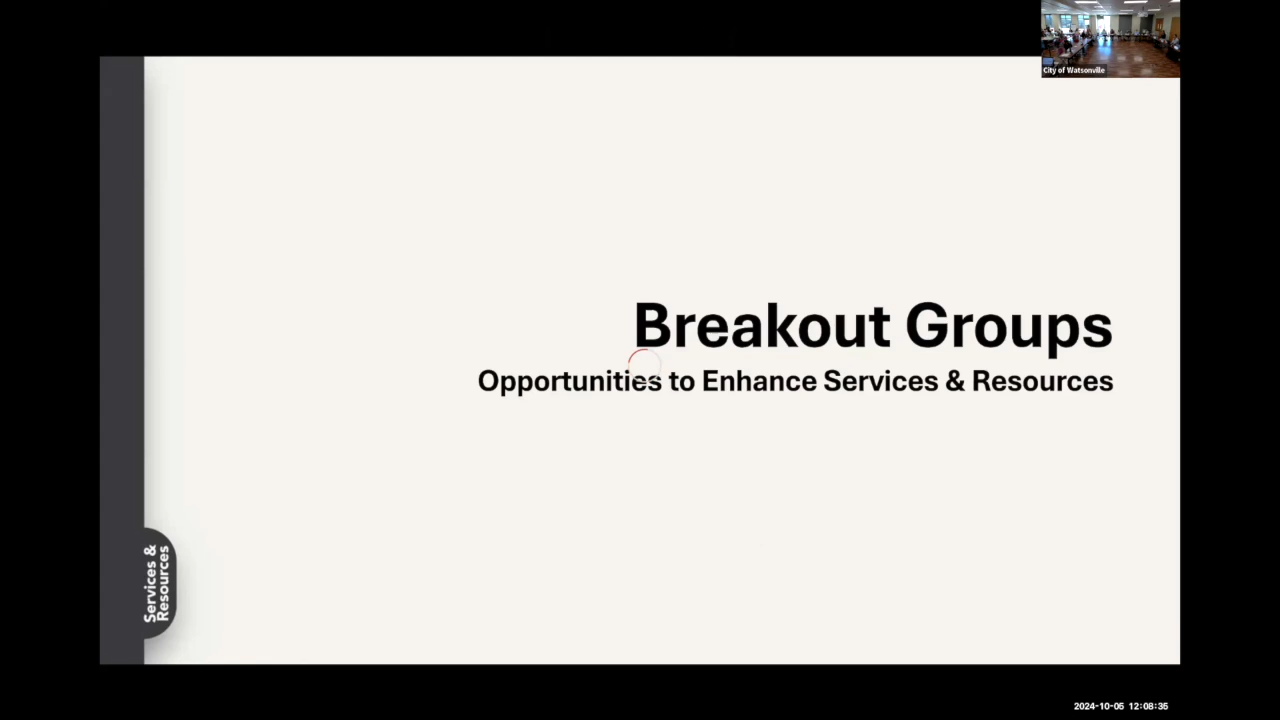 City of Watsonville
Breakout Groups
Opportunities to Enhance Services & Resources
Services &
Resources
2024-10-05 12:08:35